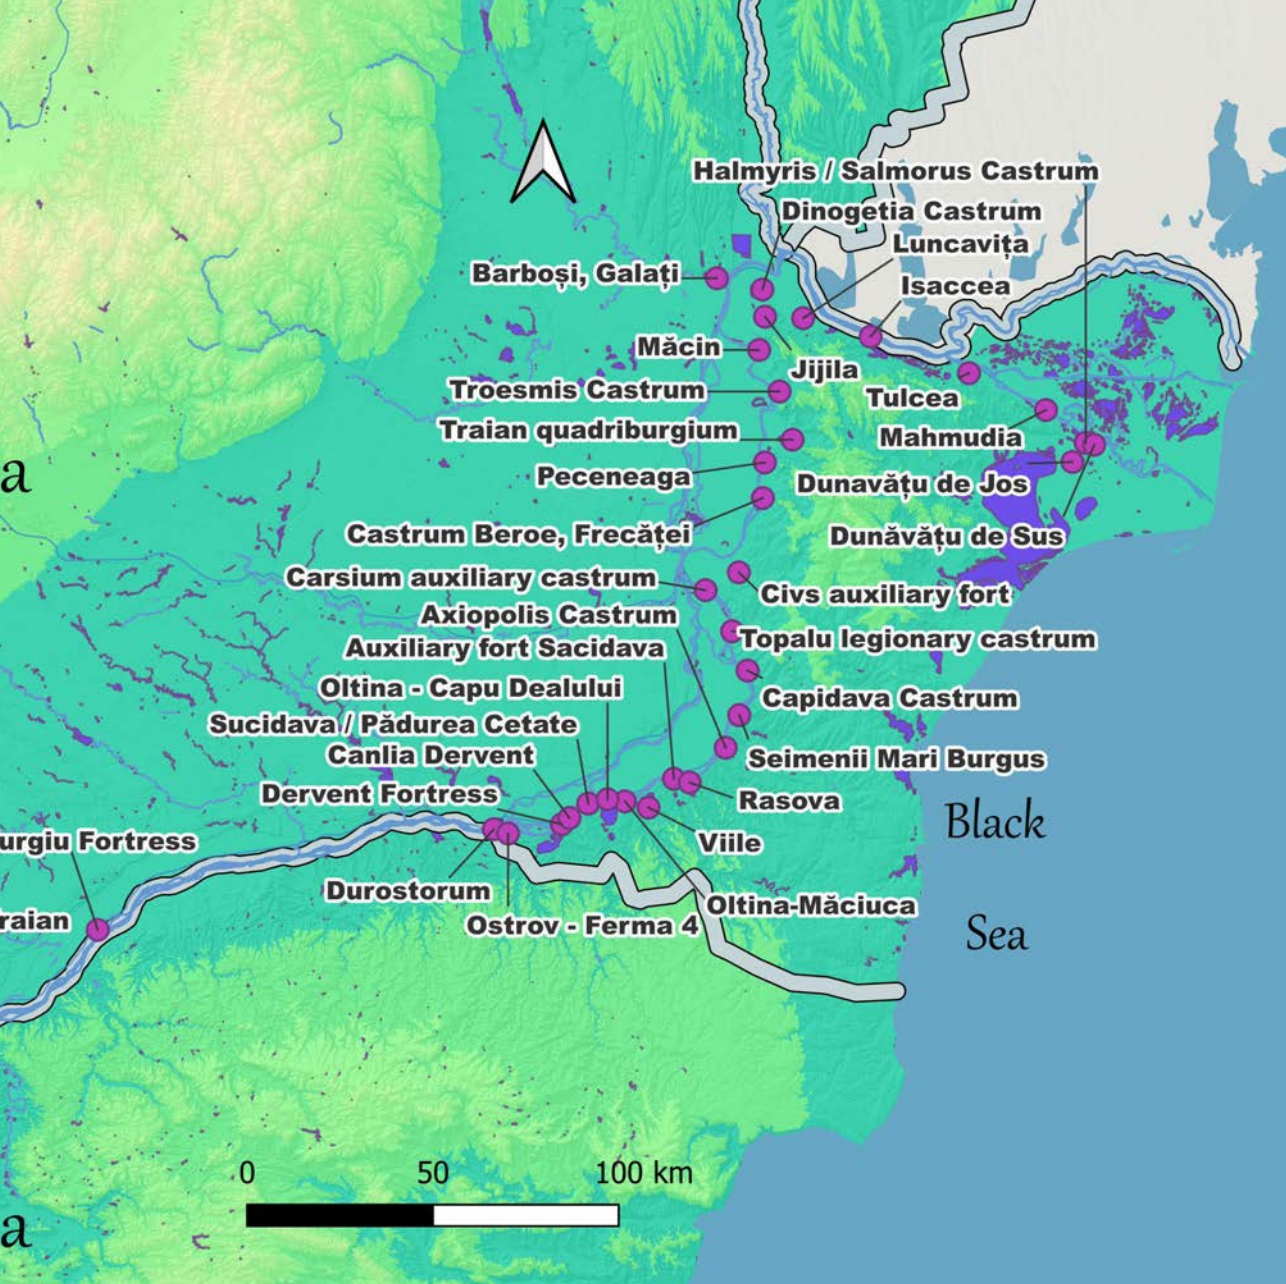 Halmyris / Salmorus Castrum
Dinogetia Castrum
Luncavița
Barboși, Galați
Isaccea
Măcin
Jijila
Troesmis Castrum
Tulcea
Traian quadriburgium
Mahmudia
a
Peceneaga
Dunavățu de Jos
Castrum Beroe, Frecăței
Dunăvățu de Sus
Carsium auxiliary castrum
Civs auxiliary fort
Axiopolis Castrum
Topalu legionary castrum
Auxiliary fort Sacidava
Oltina - Capu Dealului
Capidava Castrum
Sucidava / Pădurea Cetate
Canlia Dervent
Seimenii Mari Burgus
Dervent Fortress
Rasova
Black
urgiu Fortress
Viile
Durostorum
Oltina-Măciuca
raian
Ostrov - Ferma 4
Sea
0 50 100 km
a